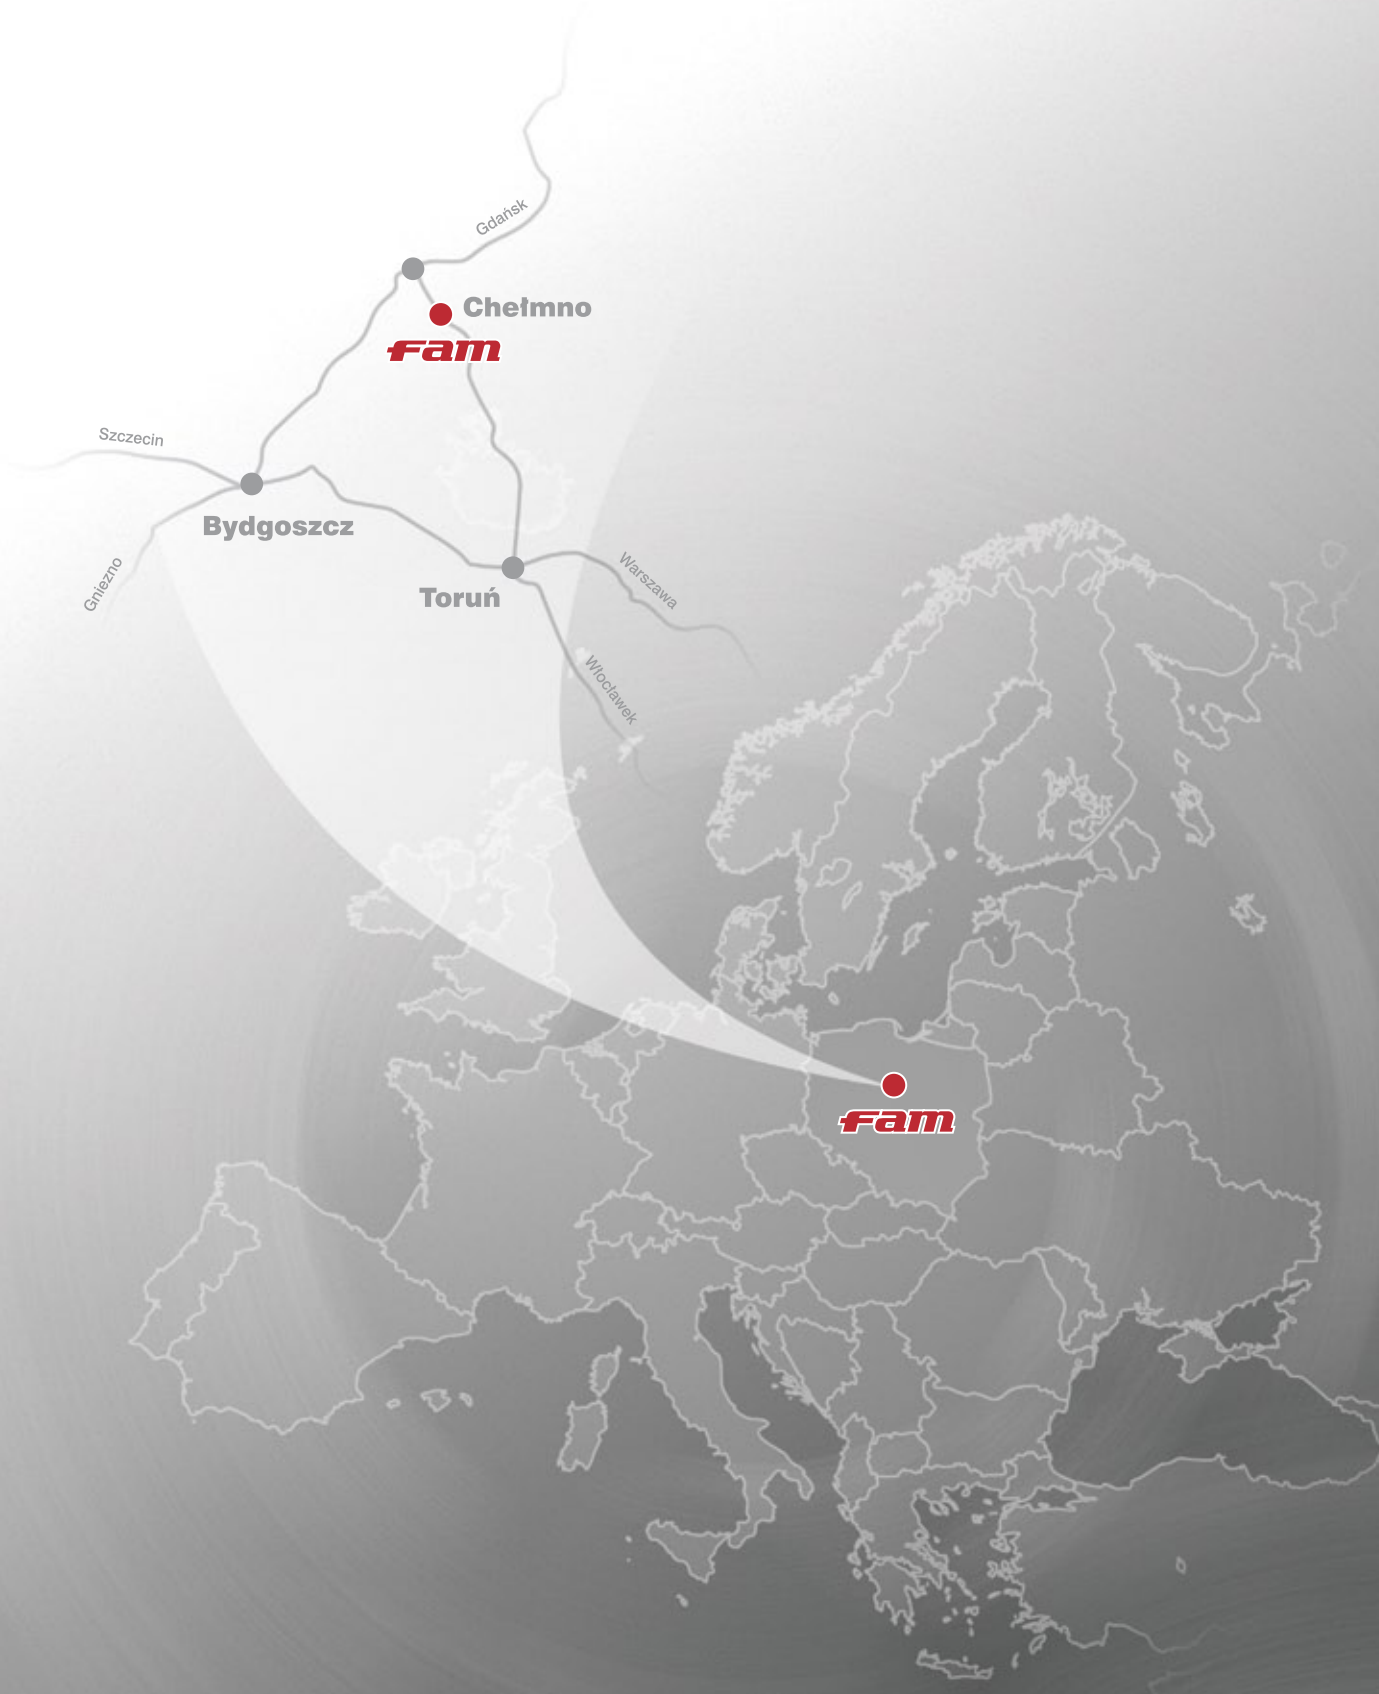 Gdańsk
Chełmno
fam
Szczecin
Bydgoszcz
Gniezno
Toruń
Warszawa
Włocławek
fam